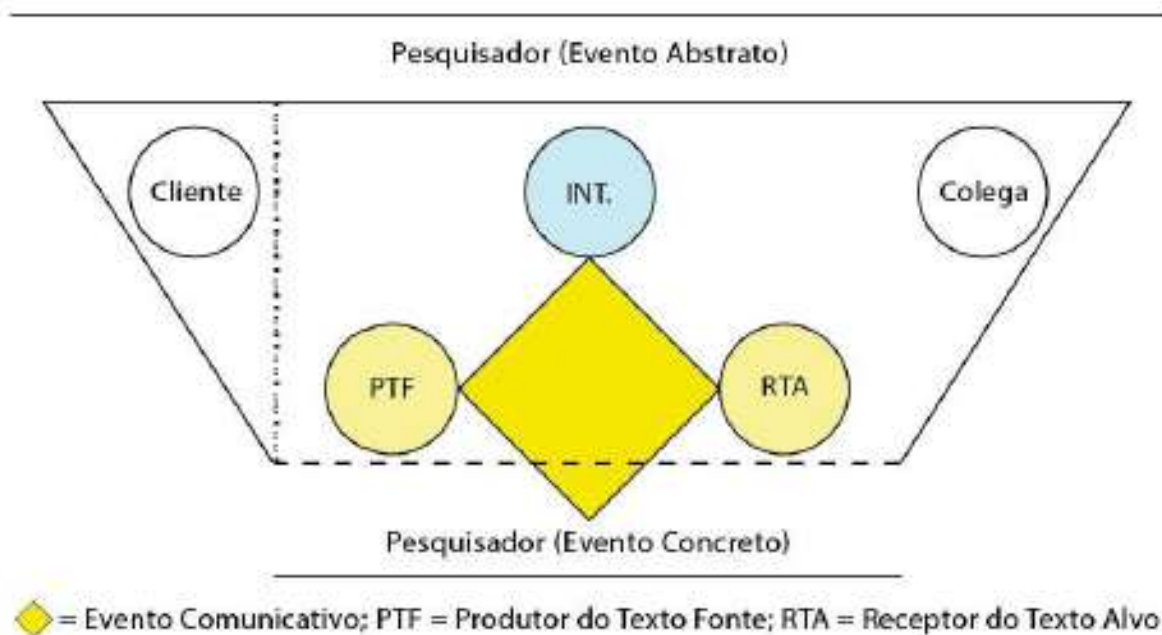 Pesquisador (Evento Abstrato)
Cliente
INT.
Colega
PTF
RTA
Pesquisador (Evento Concreto)
= Evento Comunicativo; PTF = Produtor do Texto Fonte; RTA = Receptor do Texto Alvo